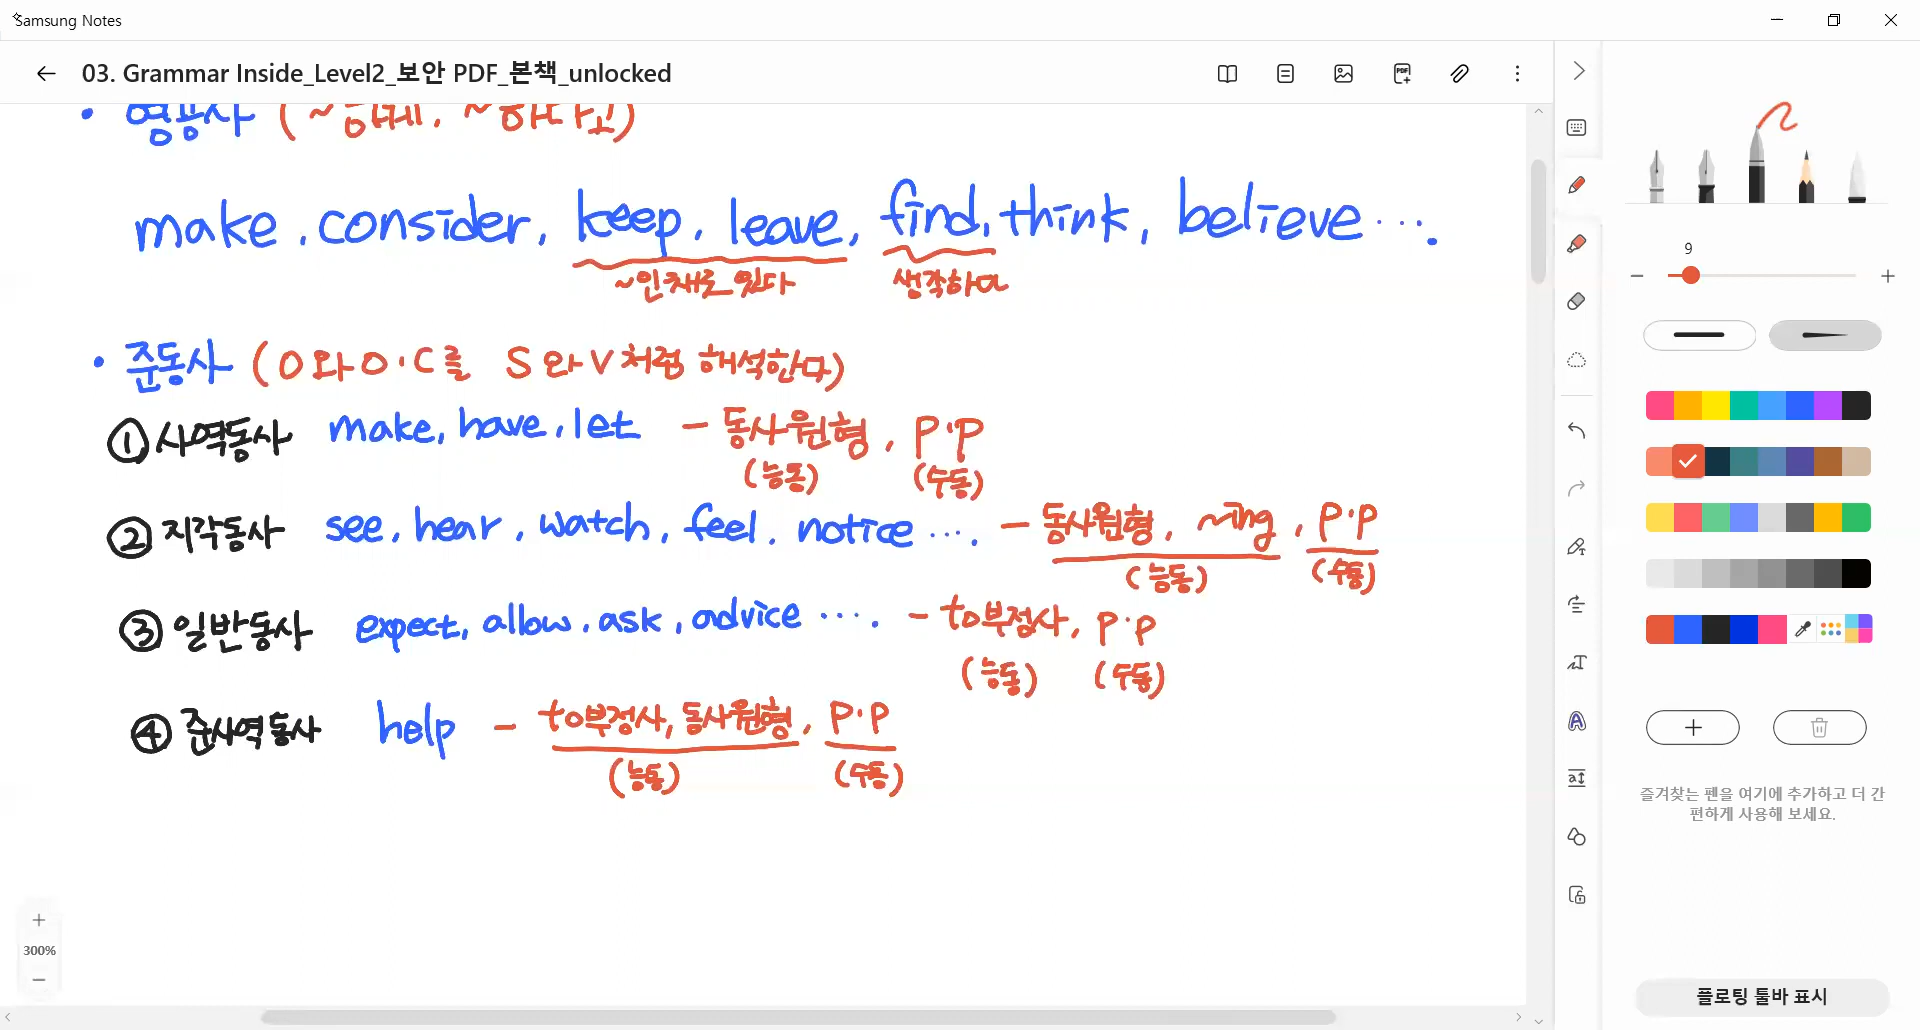 Samsung Notes
03. Grammar Inside_Level2_보안 PDF_본책_unlocked
• 형용사 (~하게, ~하다고)
make, consider, keep, leave, find, think, believe ....
~인 채로 있다 생각하다
• 준동사 (O와 O·C를 S와 V처럼 해석한다)
① 사역동사 make, have, let - 동사원형, P·P
(능동) (수동)
② 지각동사 see, hear, watch, feel, notice .... - 동사원형, ~ing, P·P
(능동) (수동)
③ 일반동사 expect, allow, ask, advice .... - to부정사, P·P
(능동) (수동)
④ 준사역동사 help - to부정사, 동사원형, P·P
(능동) (수동)
300%
PDF
9
즐겨찾는 펜을 여기에 추가하고 더 간
편하게 사용해 보세요.
플로팅 툴바 표시